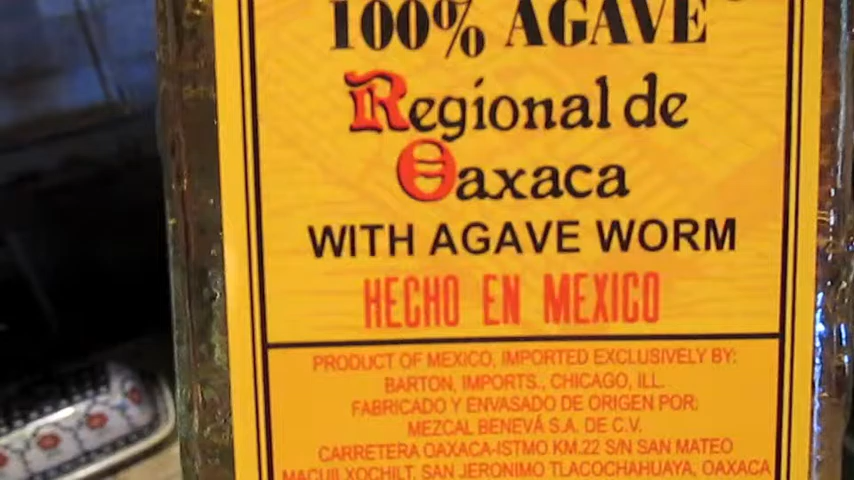 100% AGAVE
Regional de
Oaxaca
WITH AGAVE WORM
HECHO EN MEXICO
PRODUCT OF MEXICO, IMPORTED EXCLUSIVELY BY:
BARTON, IMPORTS., CHICAGO, ILL.
FABRICADO Y ENVASADO DE ORIGEN POR:
MEZCAL BENEVÁ S.A. DE C.V.
CARRETERA OAXACA-ISTMO KM.22 S/N SAN MATEO
MACUILXOCHILT, SAN JERONIMO TLACOCHAHUAYA, OAXACA